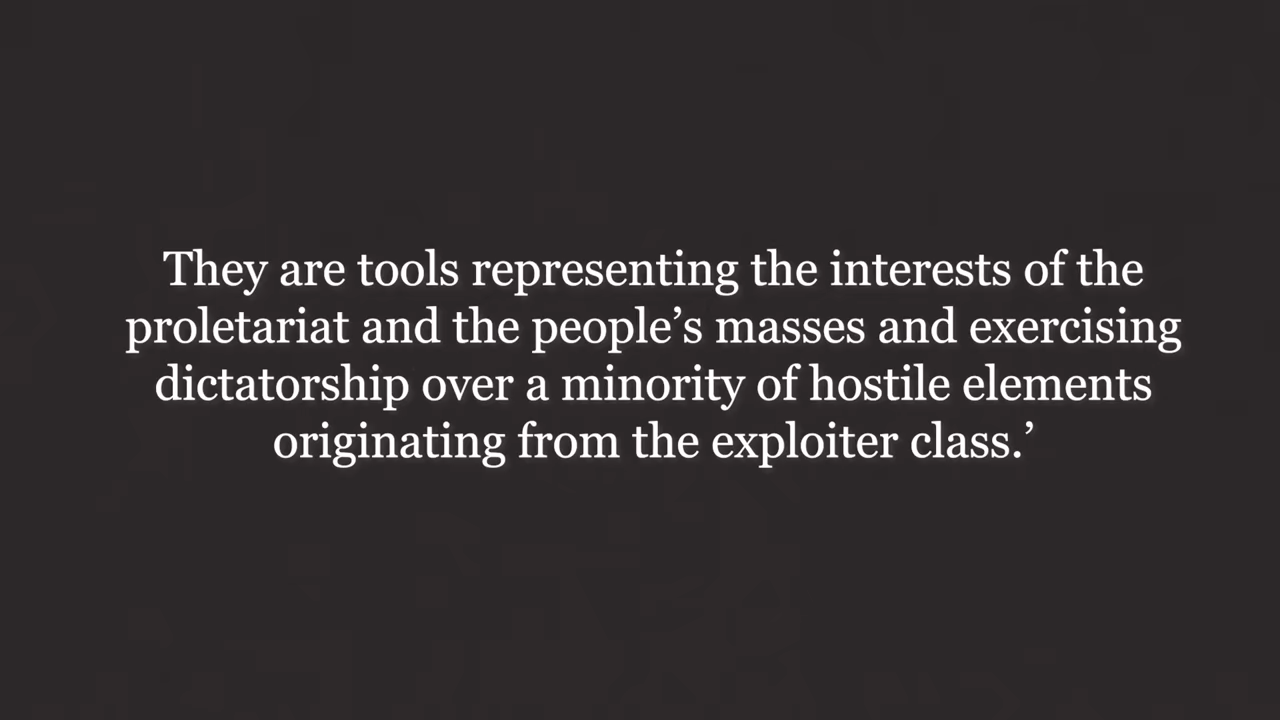 They are tools representing the interests of the
proletariat and the people’s masses and exercising
dictatorship over a minority of hostile elements
originating from the exploiter class.’